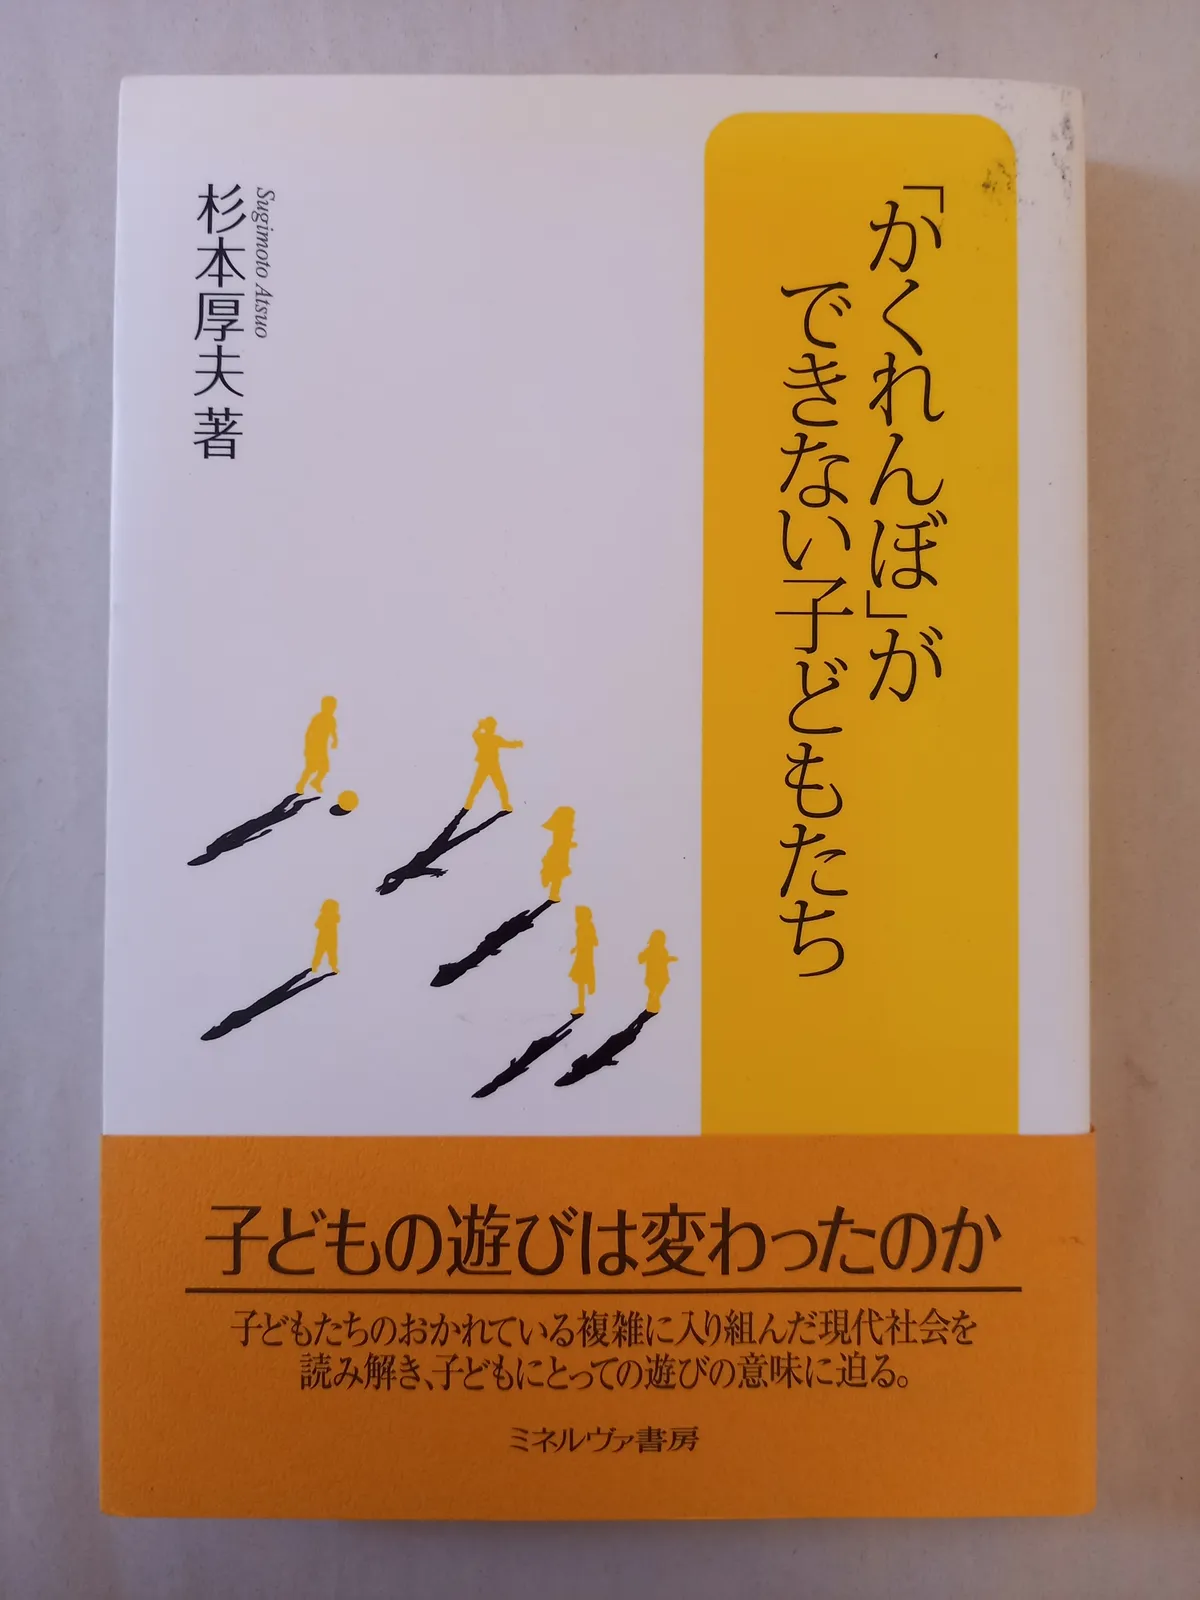 「かくれんぼ」が
できない子どもたち
Sugimoto Atsuo
杉本厚夫 著
子どもの遊びは変わったのか
子どもたちのおかれている複雑に入り組んだ現代社会を
読み解き、子どもにとっての遊びの意味に迫る。
ミネルヴァ書房